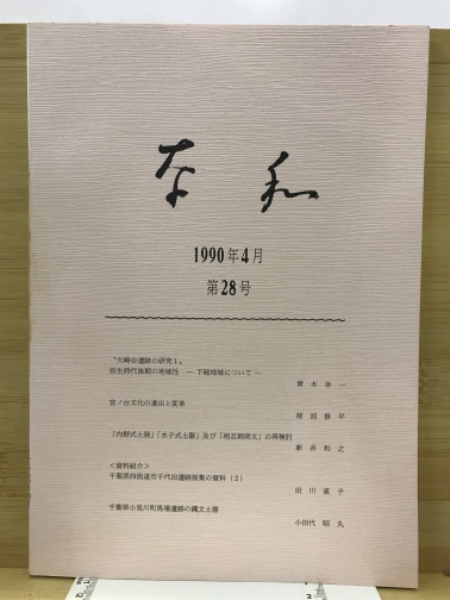 奈和
1990年4月
第28号
"大崎台遺跡の研究1"
弥生時代後期の地域性 ― 下総地域について ―
青木幸一
宮ノ台文化の進出と変革
柿沼修平
「内野式土器」「水子式土器」及び「相互刺突文」の再検討
新井和之
<資料紹介>
千葉県四街道市千代田遺跡採集の資料(2)
田川直子
千葉県小見川町馬場遺跡の縄文土器
小田代昭丸